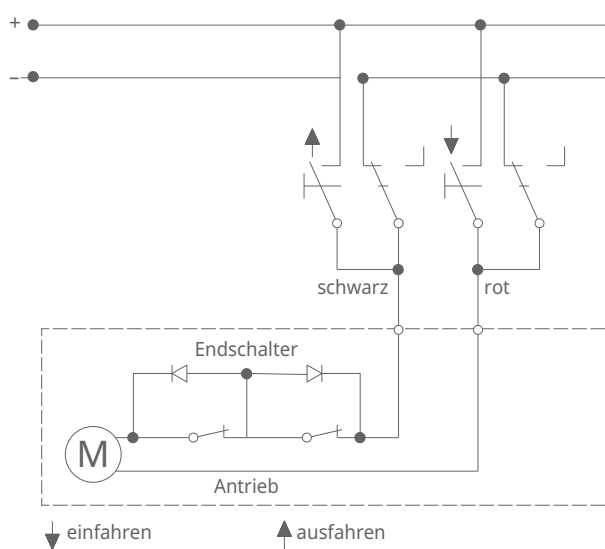 +
–
schwarz rot
Endschalter
M
Antrieb
einfahren ausfahren